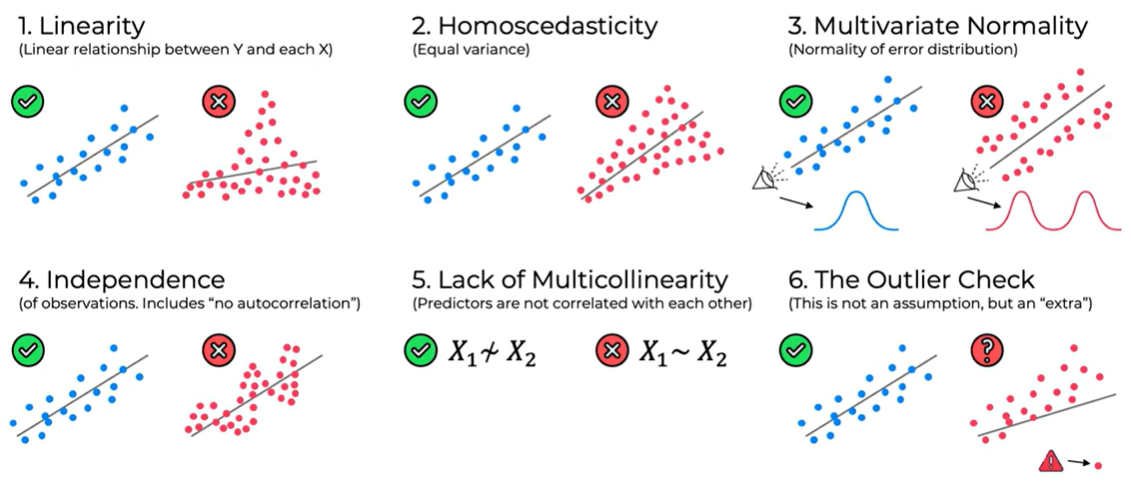 1. Linearity
(Linear relationship between Y and each X)
2. Homoscedasticity
(Equal variance)
3. Multivariate Normality
(Normality of error distribution)
4. Independence
(of observations. Includes “no autocorrelation”)
5. Lack of Multicollinearity
(Predictors are not correlated with each other)
X₁ ≁ X₂
X₁ ~ X₂
6. The Outlier Check
(This is not an assumption, but an “extra”)
?
!